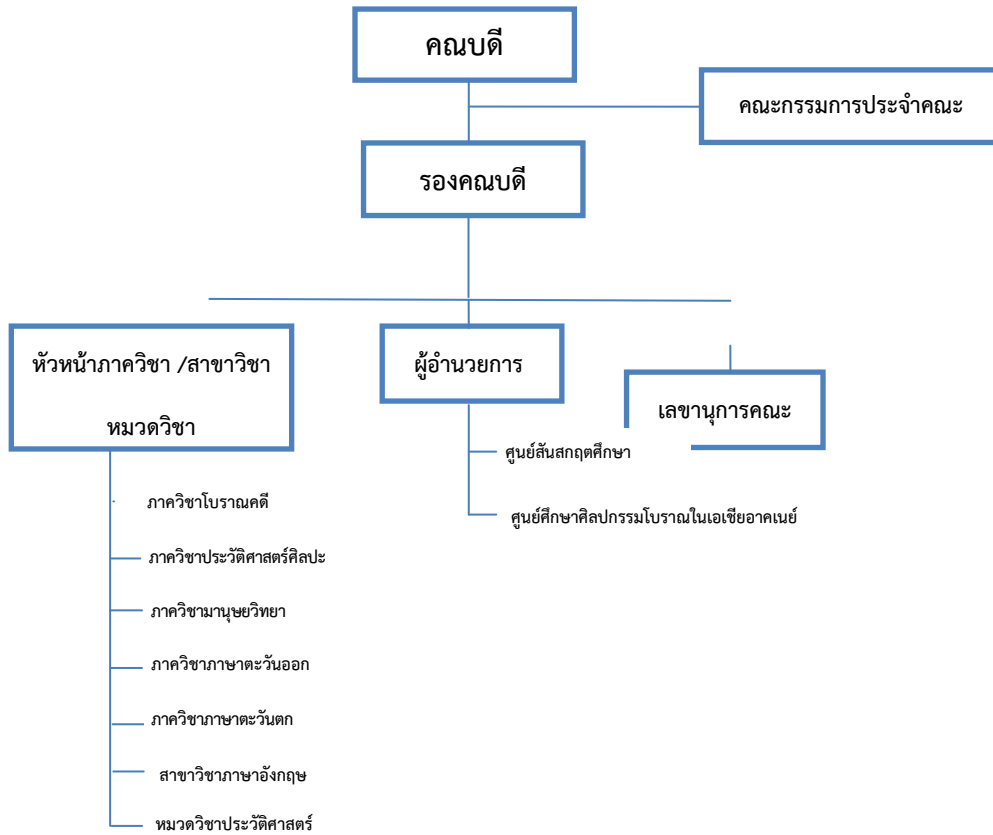 คณบดี
คณะกรรมการประจำคณะ
รองคณบดี
หัวหน้าภาควิชา /สาขาวิชา
หมวดวิชา
ผู้อำนวยการ
เลขานุการคณะ
ศูนย์สันสกฤตศึกษา
ศูนย์ศึกษาศิลปกรรมโบราณในเอเชียอาคเนย์
ภาควิชาโบราณคดี
ภาควิชาประวัติศาสตร์ศิลปะ
ภาควิชามานุษยวิทยา
ภาควิชาภาษาตะวันออก
ภาควิชาภาษาตะวันตก
สาขาวิชาภาษาอังกฤษ
หมวดวิชาประวัติศาสตร์